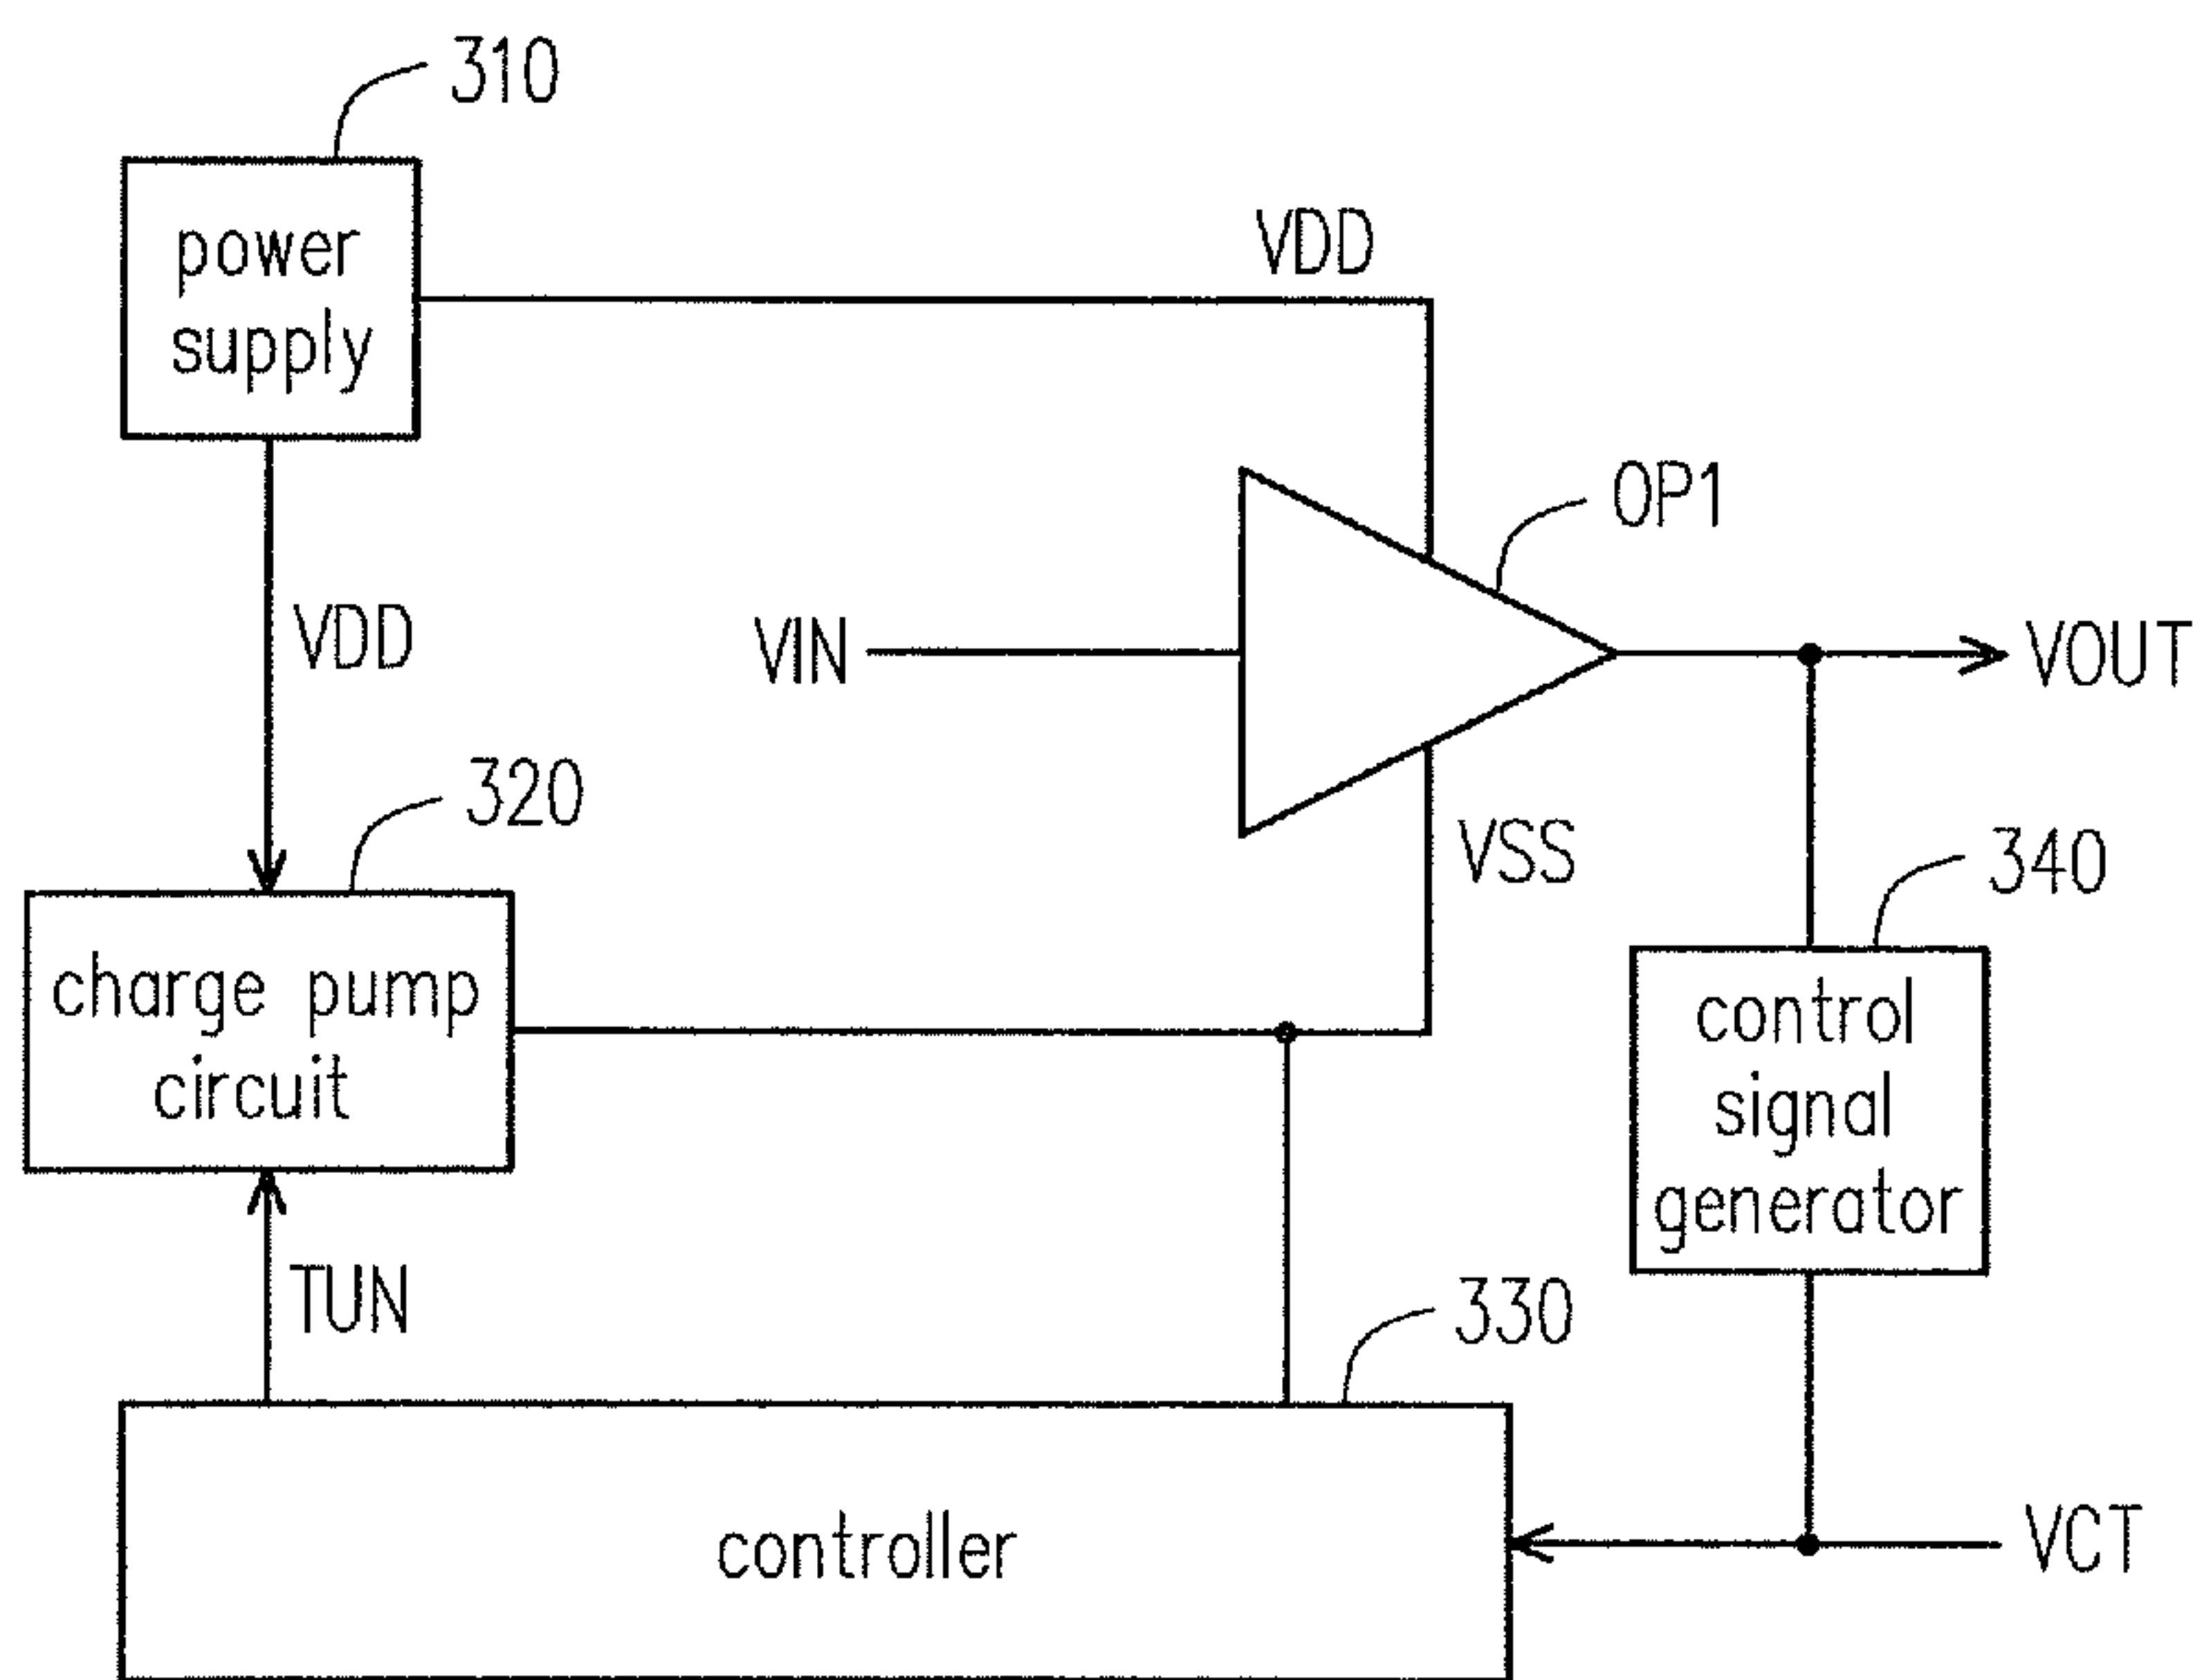 310
power
supply
VDD
OP1
VDD
VIN
VOUT
320
VSS
340
charge pump
circuit
control
signal
generator
TUN
330
controller
VCT